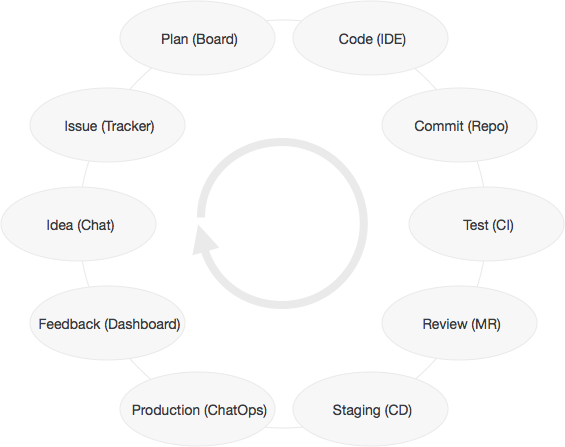 Plan (Board)
Code (IDE)
Issue (Tracker)
Commit (Repo)
Idea (Chat)
Test (CI)
Feedback (Dashboard)
Review (MR)
Production (ChatOps)
Staging (CD)